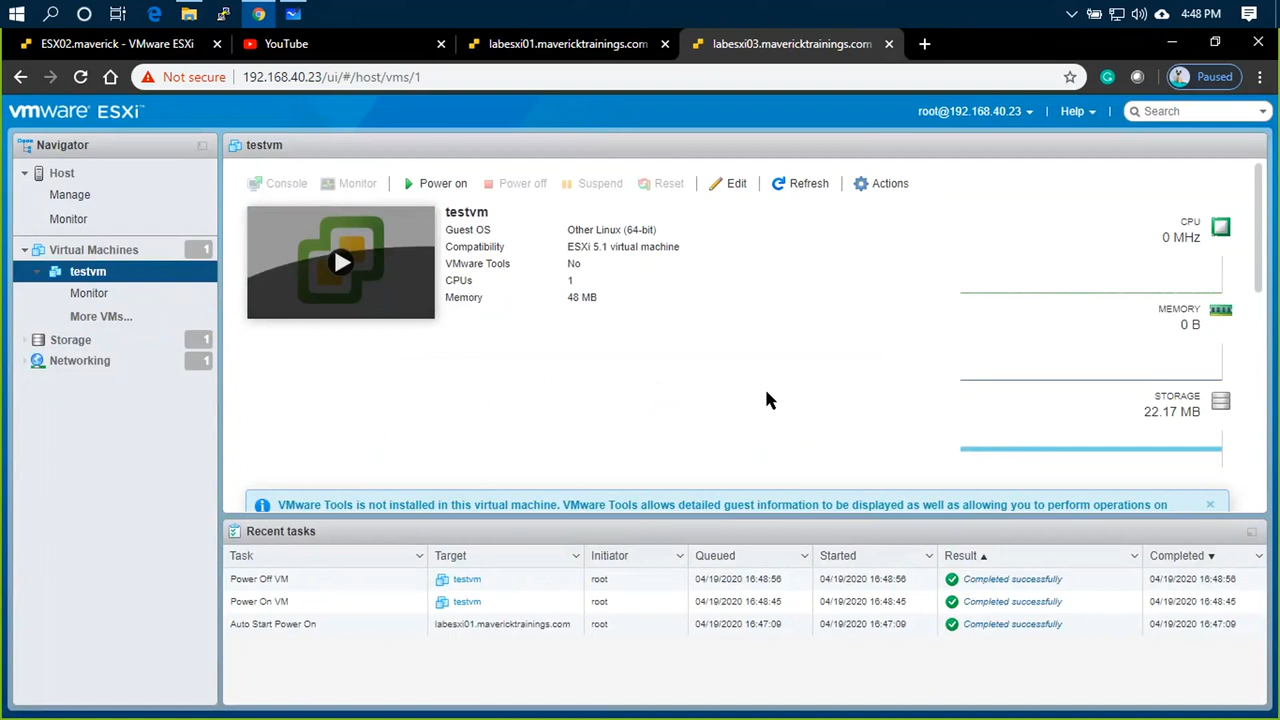 4:48 PM
ESX02.maverick - VMware ESXi
YouTube
labesxi01.mavericktrainings.com
labesxi03.mavericktrainings.com
Not secure
192.168.40.23/ui/#/host/vms/1
Paused
vmware ESXi
root@192.168.40.23
Help
Search
Navigator
Host
Manage
Monitor
Virtual Machines
1
testvm
Monitor
More VMs...
Storage
1
Networking
1
testvm
Console
Monitor
Power on
Power off
Suspend
Reset
Edit
Refresh
Actions
testvm
Guest OS Other Linux (64-bit)
Compatibility ESXi 5.1 virtual machine
VMware Tools No
CPUs 1
Memory 48 MB
CPU
0 MHz
MEMORY
0 B
STORAGE
22.17 MB
VMware Tools is not installed in this virtual machine. VMware Tools allows detailed guest information to be displayed as well as allowing you to perform operations on
Recent tasks
Task Target Initiator Queued Started Result Completed
Power Off VM testvm root 04/19/2020 16:48:56 04/19/2020 16:48:56 Completed successfully 04/19/2020 16:48:56
Power On VM testvm root 04/19/2020 16:48:45 04/19/2020 16:48:45 Completed successfully 04/19/2020 16:48:45
Auto Start Power On labesxi01.mavericktrainings.com root 04/19/2020 16:47:09 04/19/2020 16:47:09 Completed successfully 04/19/2020 16:47:09